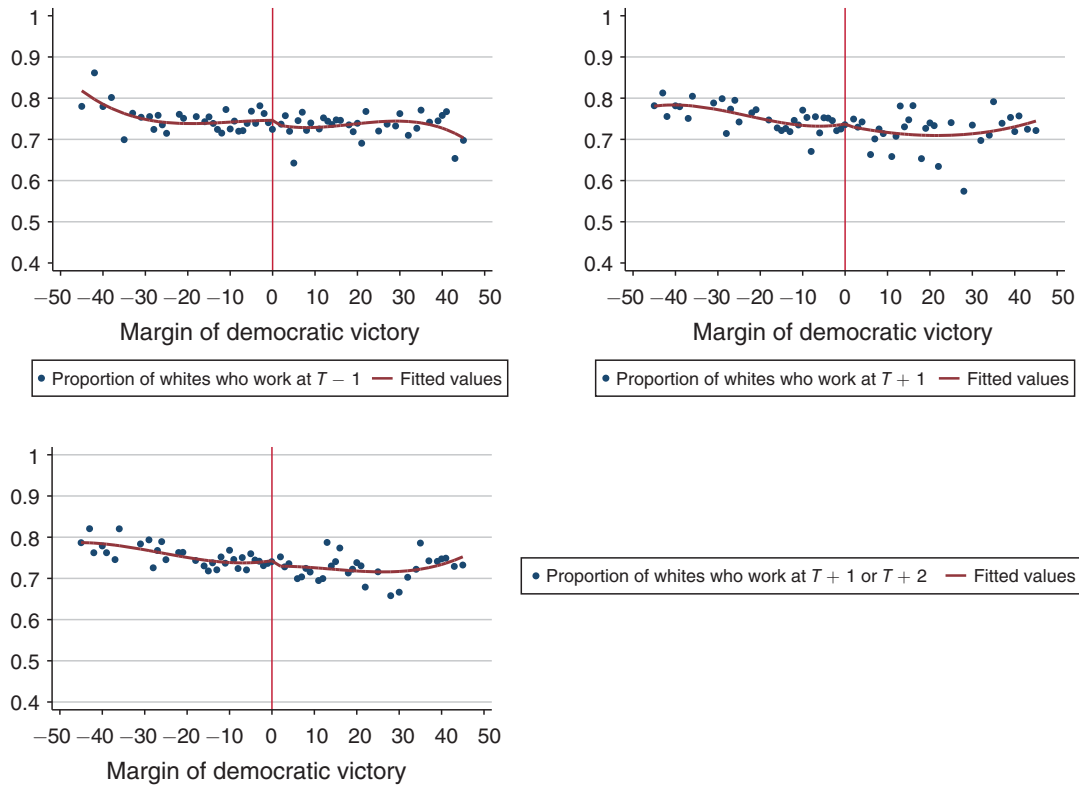 1
0.9
0.8
0.7
0.6
0.5
0.4
−50 −40 −30 −20 −10 0 10 20 30 40 50
Margin of democratic victory
Proportion of whites who work at T − 1 Fitted values
1
0.9
0.8
0.7
0.6
0.5
0.4
−50 −40 −30 −20 −10 0 10 20 30 40 50
Margin of democratic victory
Proportion of whites who work at T + 1 Fitted values
1
0.9
0.8
0.7
0.6
0.5
0.4
−50 −40 −30 −20 −10 0 10 20 30 40 50
Margin of democratic victory
Proportion of whites who work at T + 1 or T + 2 Fitted values